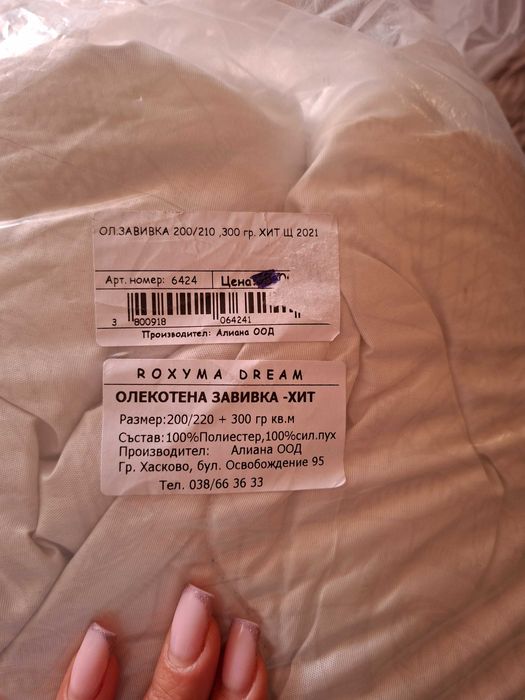 ОЛ.ЗАВИВКА 200/210 ,300 гр. ХИТ Щ 2021
Арт. номер: 6424 Цена:
3 800918 064241
Производител: Алиана ООД
ROXYMA DREAM
ОЛЕКОТЕНА ЗАВИВКА -ХИТ
Размер:200/220 + 300 гр кв.м
Състав:100%Полиестер,100%сил.пух
Производител: Алиана ООД
Гр. Хасково, бул. Освобождение 95
Тел. 038/66 36 33